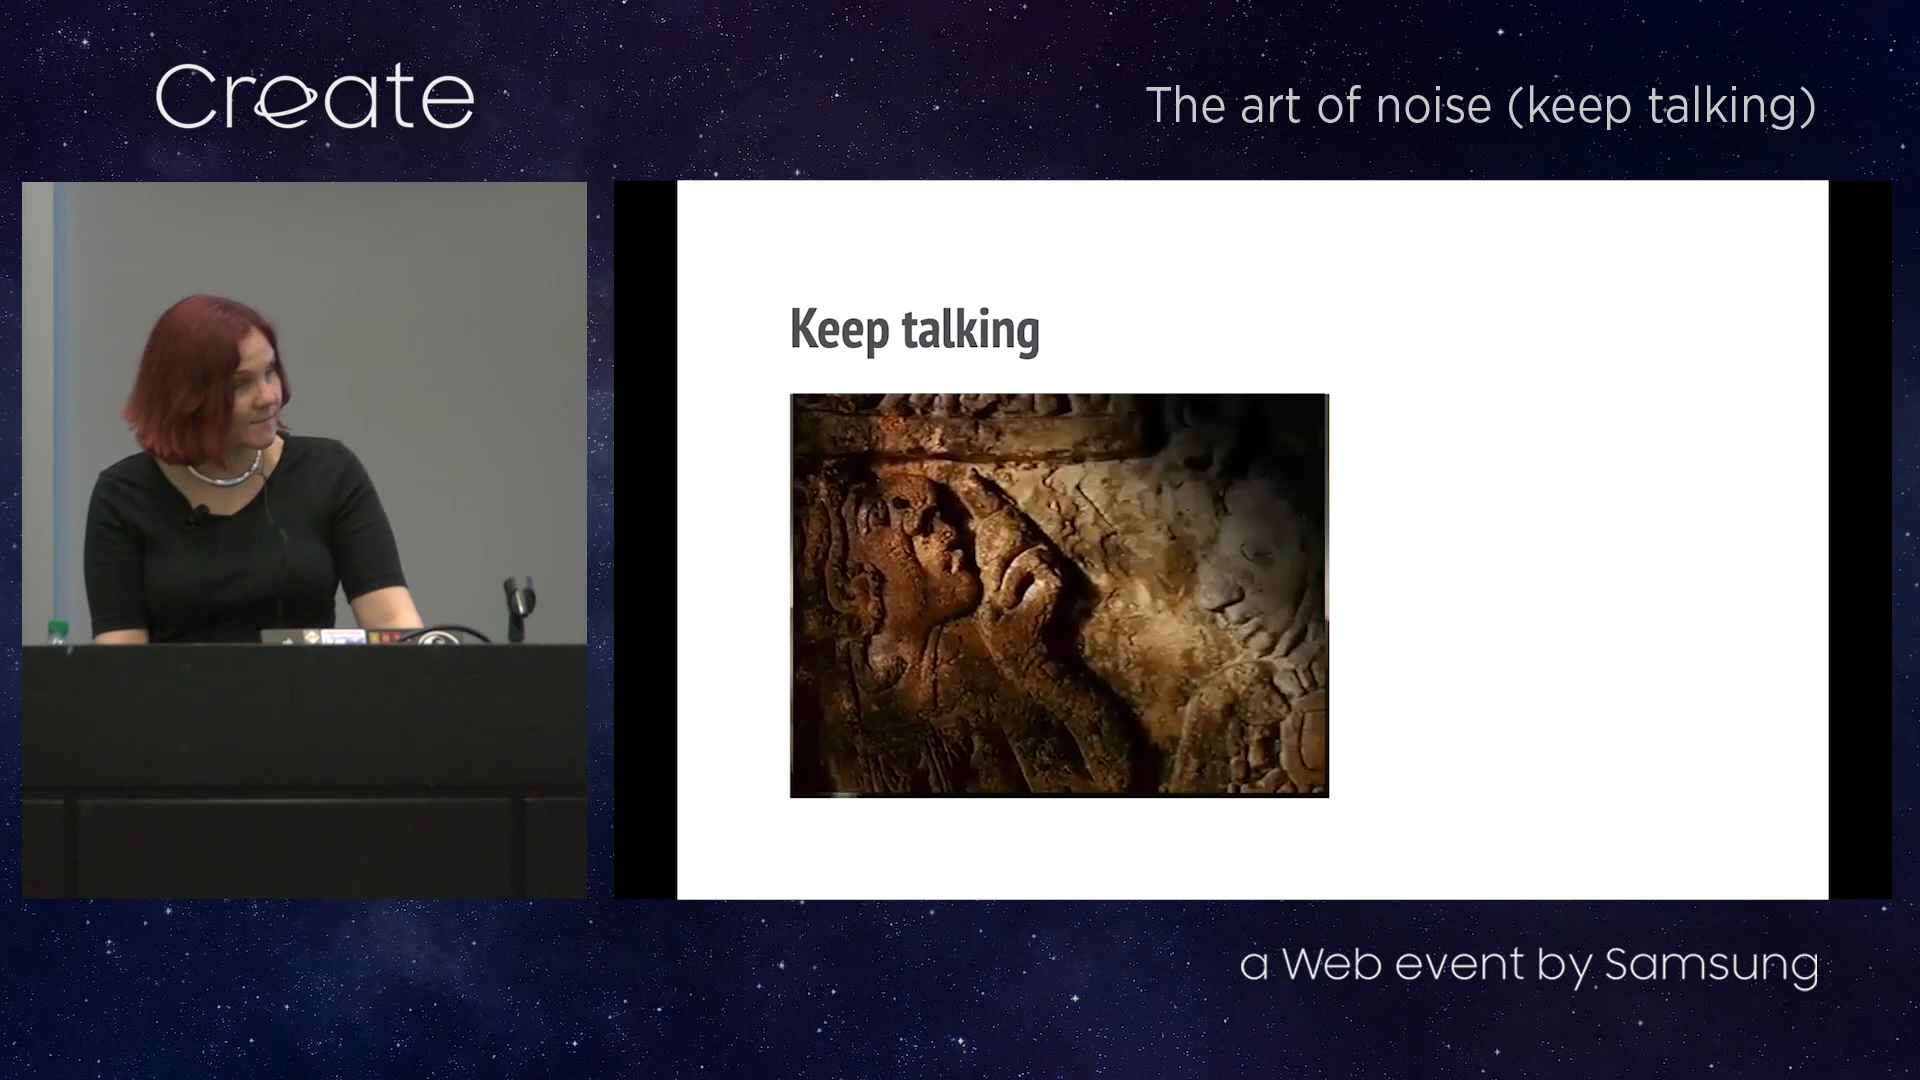 Create
The art of noise (keep talking)
Keep talking
a Web event by Samsung